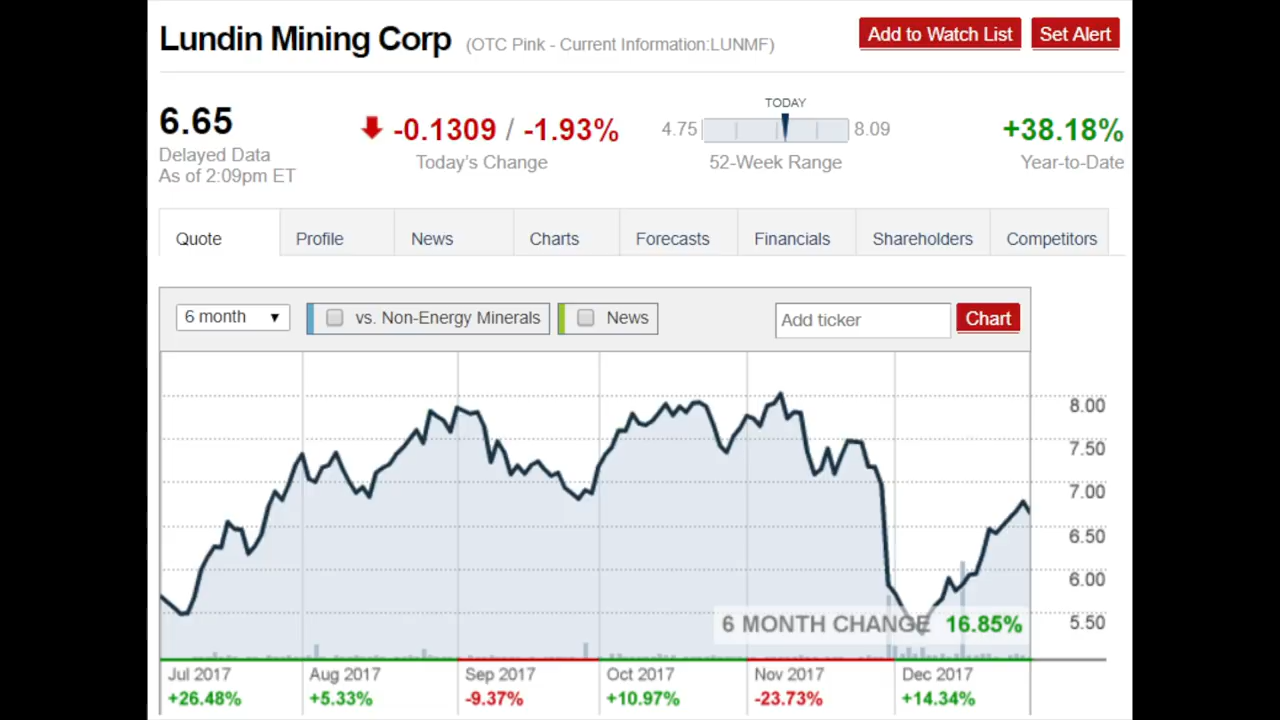 Lundin Mining Corp (OTC Pink - Current Information:LUNMF)
Add to Watch List
Set Alert
6.65
Delayed Data
As of 2:09pm ET
-0.1309 / -1.93%
Today's Change
TODAY
4.75
8.09
52-Week Range
+38.18%
Year-to-Date
Quote
Profile
News
Charts
Forecasts
Financials
Shareholders
Competitors
6 month
vs. Non-Energy Minerals
News
Add ticker
Chart
8.00
7.50
7.00
6.50
6.00
5.50
6 MONTH CHANGE 16.85%
Jul 2017
+26.48%
Aug 2017
+5.33%
Sep 2017
-9.37%
Oct 2017
+10.97%
Nov 2017
-23.73%
Dec 2017
+14.34%